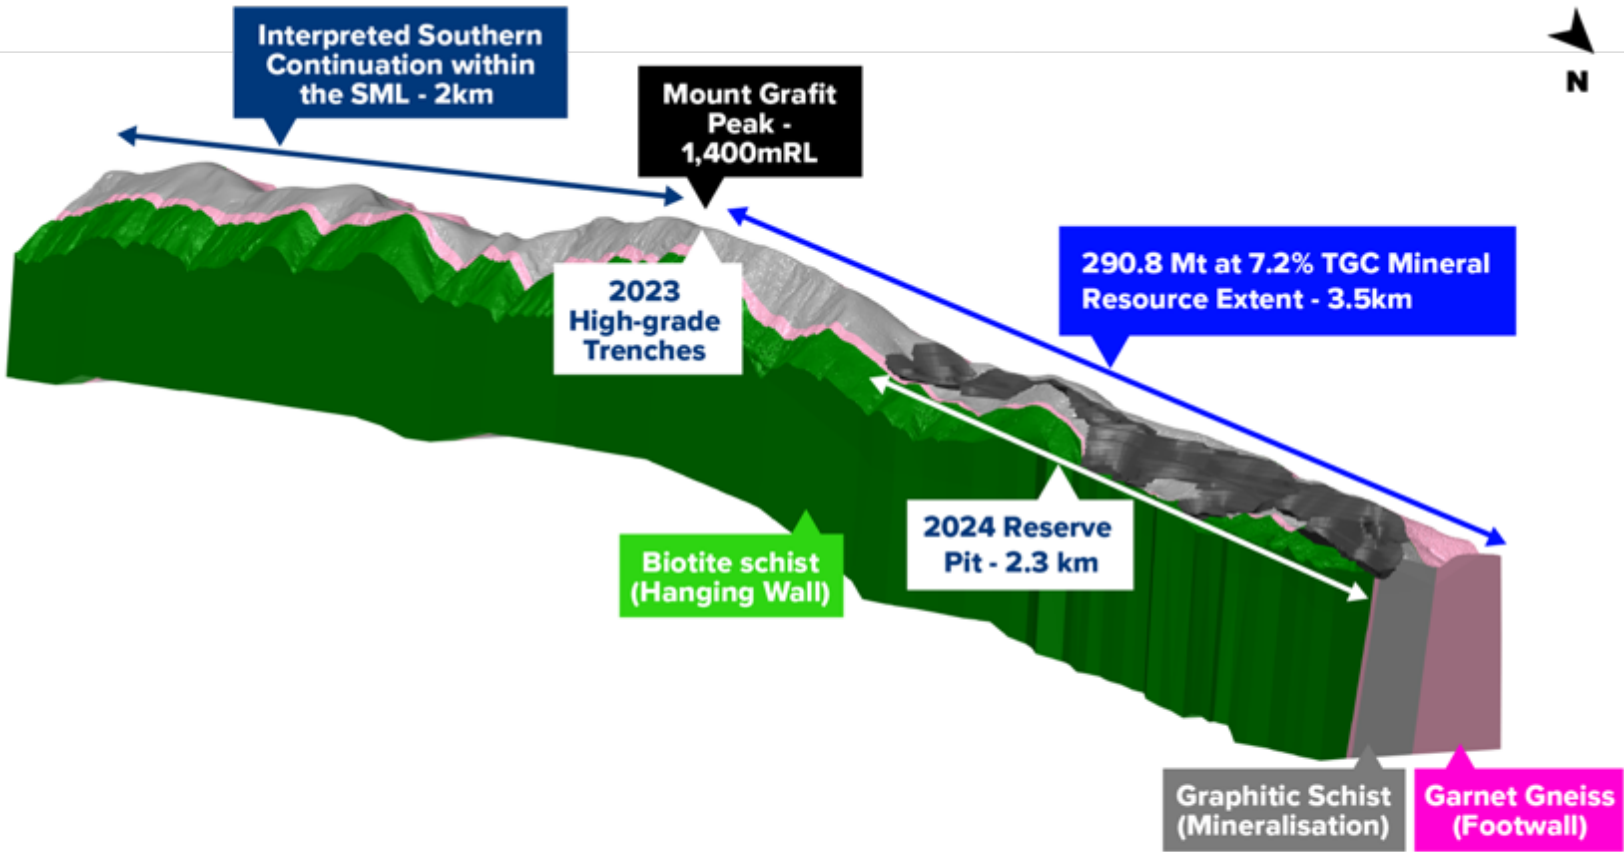 Interpreted Southern
Continuation within
the SML - 2km
Mount Grafit
Peak -
1,400mRL
N
290.8 Mt at 7.2% TGC Mineral
Resource Extent - 3.5km
2023
High-grade
Trenches
2024 Reserve
Pit - 2.3 km
Biotite schist
(Hanging Wall)
Graphitic Schist
(Mineralisation)
Garnet Gneiss
(Footwall)